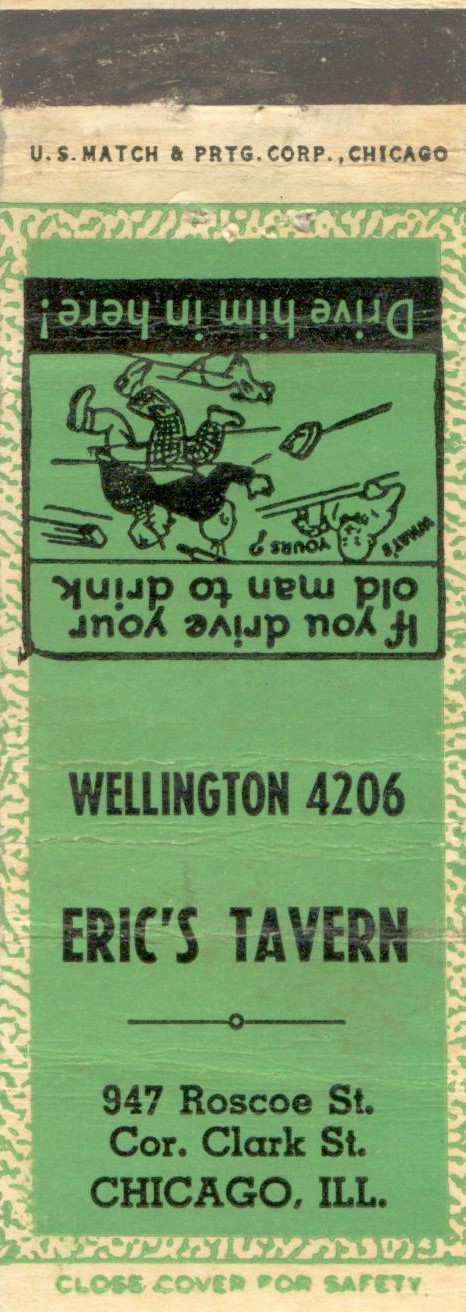 U.S. MATCH & PRTG. CORP., CHICAGO
Drive him in here!
WHAT'S
YOURS?
If you drive your
old man to drink
WELLINGTON 4206
ERIC'S TAVERN
947 Roscoe St.
Cor. Clark St.
CHICAGO, ILL.
CLOSE COVER FOR SAFETY